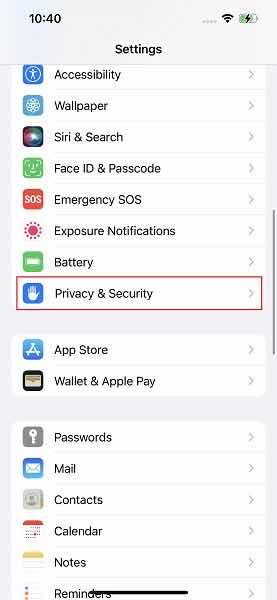 10:40
Settings
Accessibility
Wallpaper
Siri & Search
Face ID & Passcode
SOS Emergency SOS
Exposure Notifications
Battery
Privacy & Security
App Store
Wallet & Apple Pay
Passwords
Mail
Contacts
Calendar
Notes
Reminders